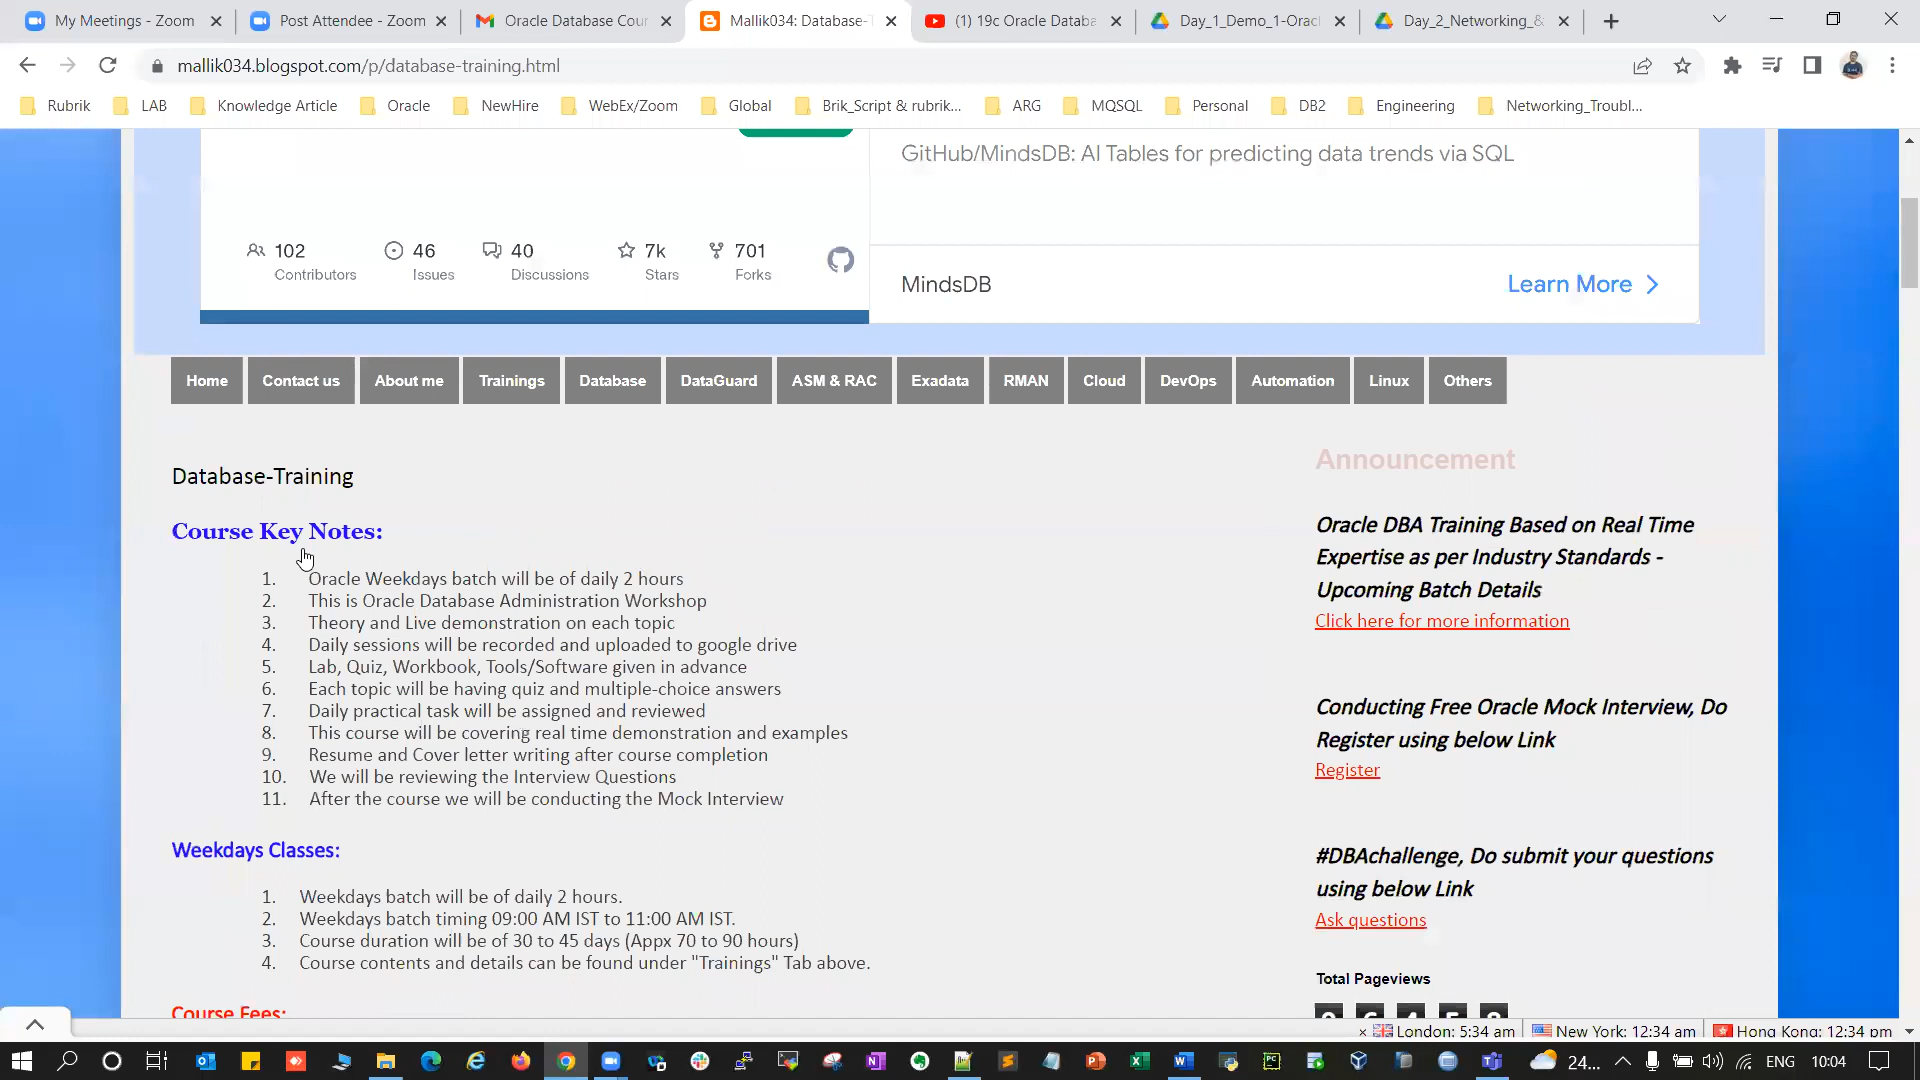 My Meetings - Zoom
Post Attendee - Zoom
Oracle Database Cour
Mallik034: Database-T
(1) 19c Oracle Databa
Day_1_Demo_1-Oracl
Day_2_Networking_&
mallik034.blogspot.com/p/database-training.html
Rubrik
LAB
Knowledge Article
Oracle
NewHire
WebEx/Zoom
Global
Brik_Script & rubrik...
ARG
MQSQL
Personal
DB2
Engineering
Networking_Troubl...
GitHub/MindsDB: AI Tables for predicting data trends via SQL
102 Contributors
46 Issues
40 Discussions
7k Stars
701 Forks
MindsDB
Learn More
Home
Contact us
About me
Trainings
Database
DataGuard
ASM & RAC
Exadata
RMAN
Cloud
DevOps
Automation
Linux
Others
Database-Training
Course Key Notes:
1. Oracle Weekdays batch will be of daily 2 hours
2. This is Oracle Database Administration Workshop
3. Theory and Live demonstration on each topic
4. Daily sessions will be recorded and uploaded to google drive
5. Lab, Quiz, Workbook, Tools/Software given in advance
6. Each topic will be having quiz and multiple-choice answers
7. Daily practical task will be assigned and reviewed
8. This course will be covering real time demonstration and examples
9. Resume and Cover letter writing after course completion
10. We will be reviewing the Interview Questions
11. After the course we will be conducting the Mock Interview
Weekdays Classes:
1. Weekdays batch will be of daily 2 hours.
2. Weekdays batch timing 09:00 AM IST to 11:00 AM IST.
3. Course duration will be of 30 to 45 days (Appx 70 to 90 hours)
4. Course contents and details can be found under "Trainings" Tab above.
Course Fees:
Announcement
Oracle DBA Training Based on Real Time
Expertise as per Industry Standards -
Upcoming Batch Details
Click here for more information
Conducting Free Oracle Mock Interview, Do
Register using below Link
Register
#DBAchallenge, Do submit your questions
using below Link
Ask questions
Total Pageviews
London: 5:34 am
New York: 12:34 am
Hong Kong: 12:34 pm
24...
ENG
10:04